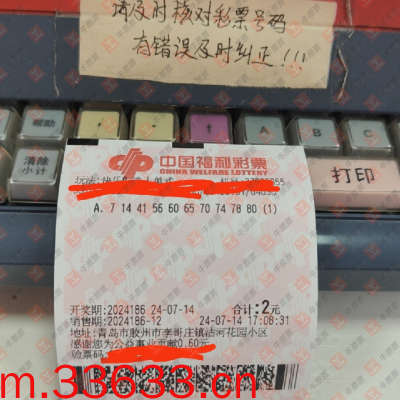 请及时核对彩票号码
有错误及时纠正!!!
帮助
A
B
C
清除
小计
打印
中国福利彩票
CHINA WELFARE LOTTERY
A. 7 14 41 56 60 65 70 74 78 80 (1)
开奖期:2024186 24-07-14 合计:2元
销售期:2024186-12 24-07-14 17:08:31
地址:青岛市胶州市李哥庄镇沽河花园小区
感谢您为公益事业贡献0.60元
验票码:
m.33633.cn